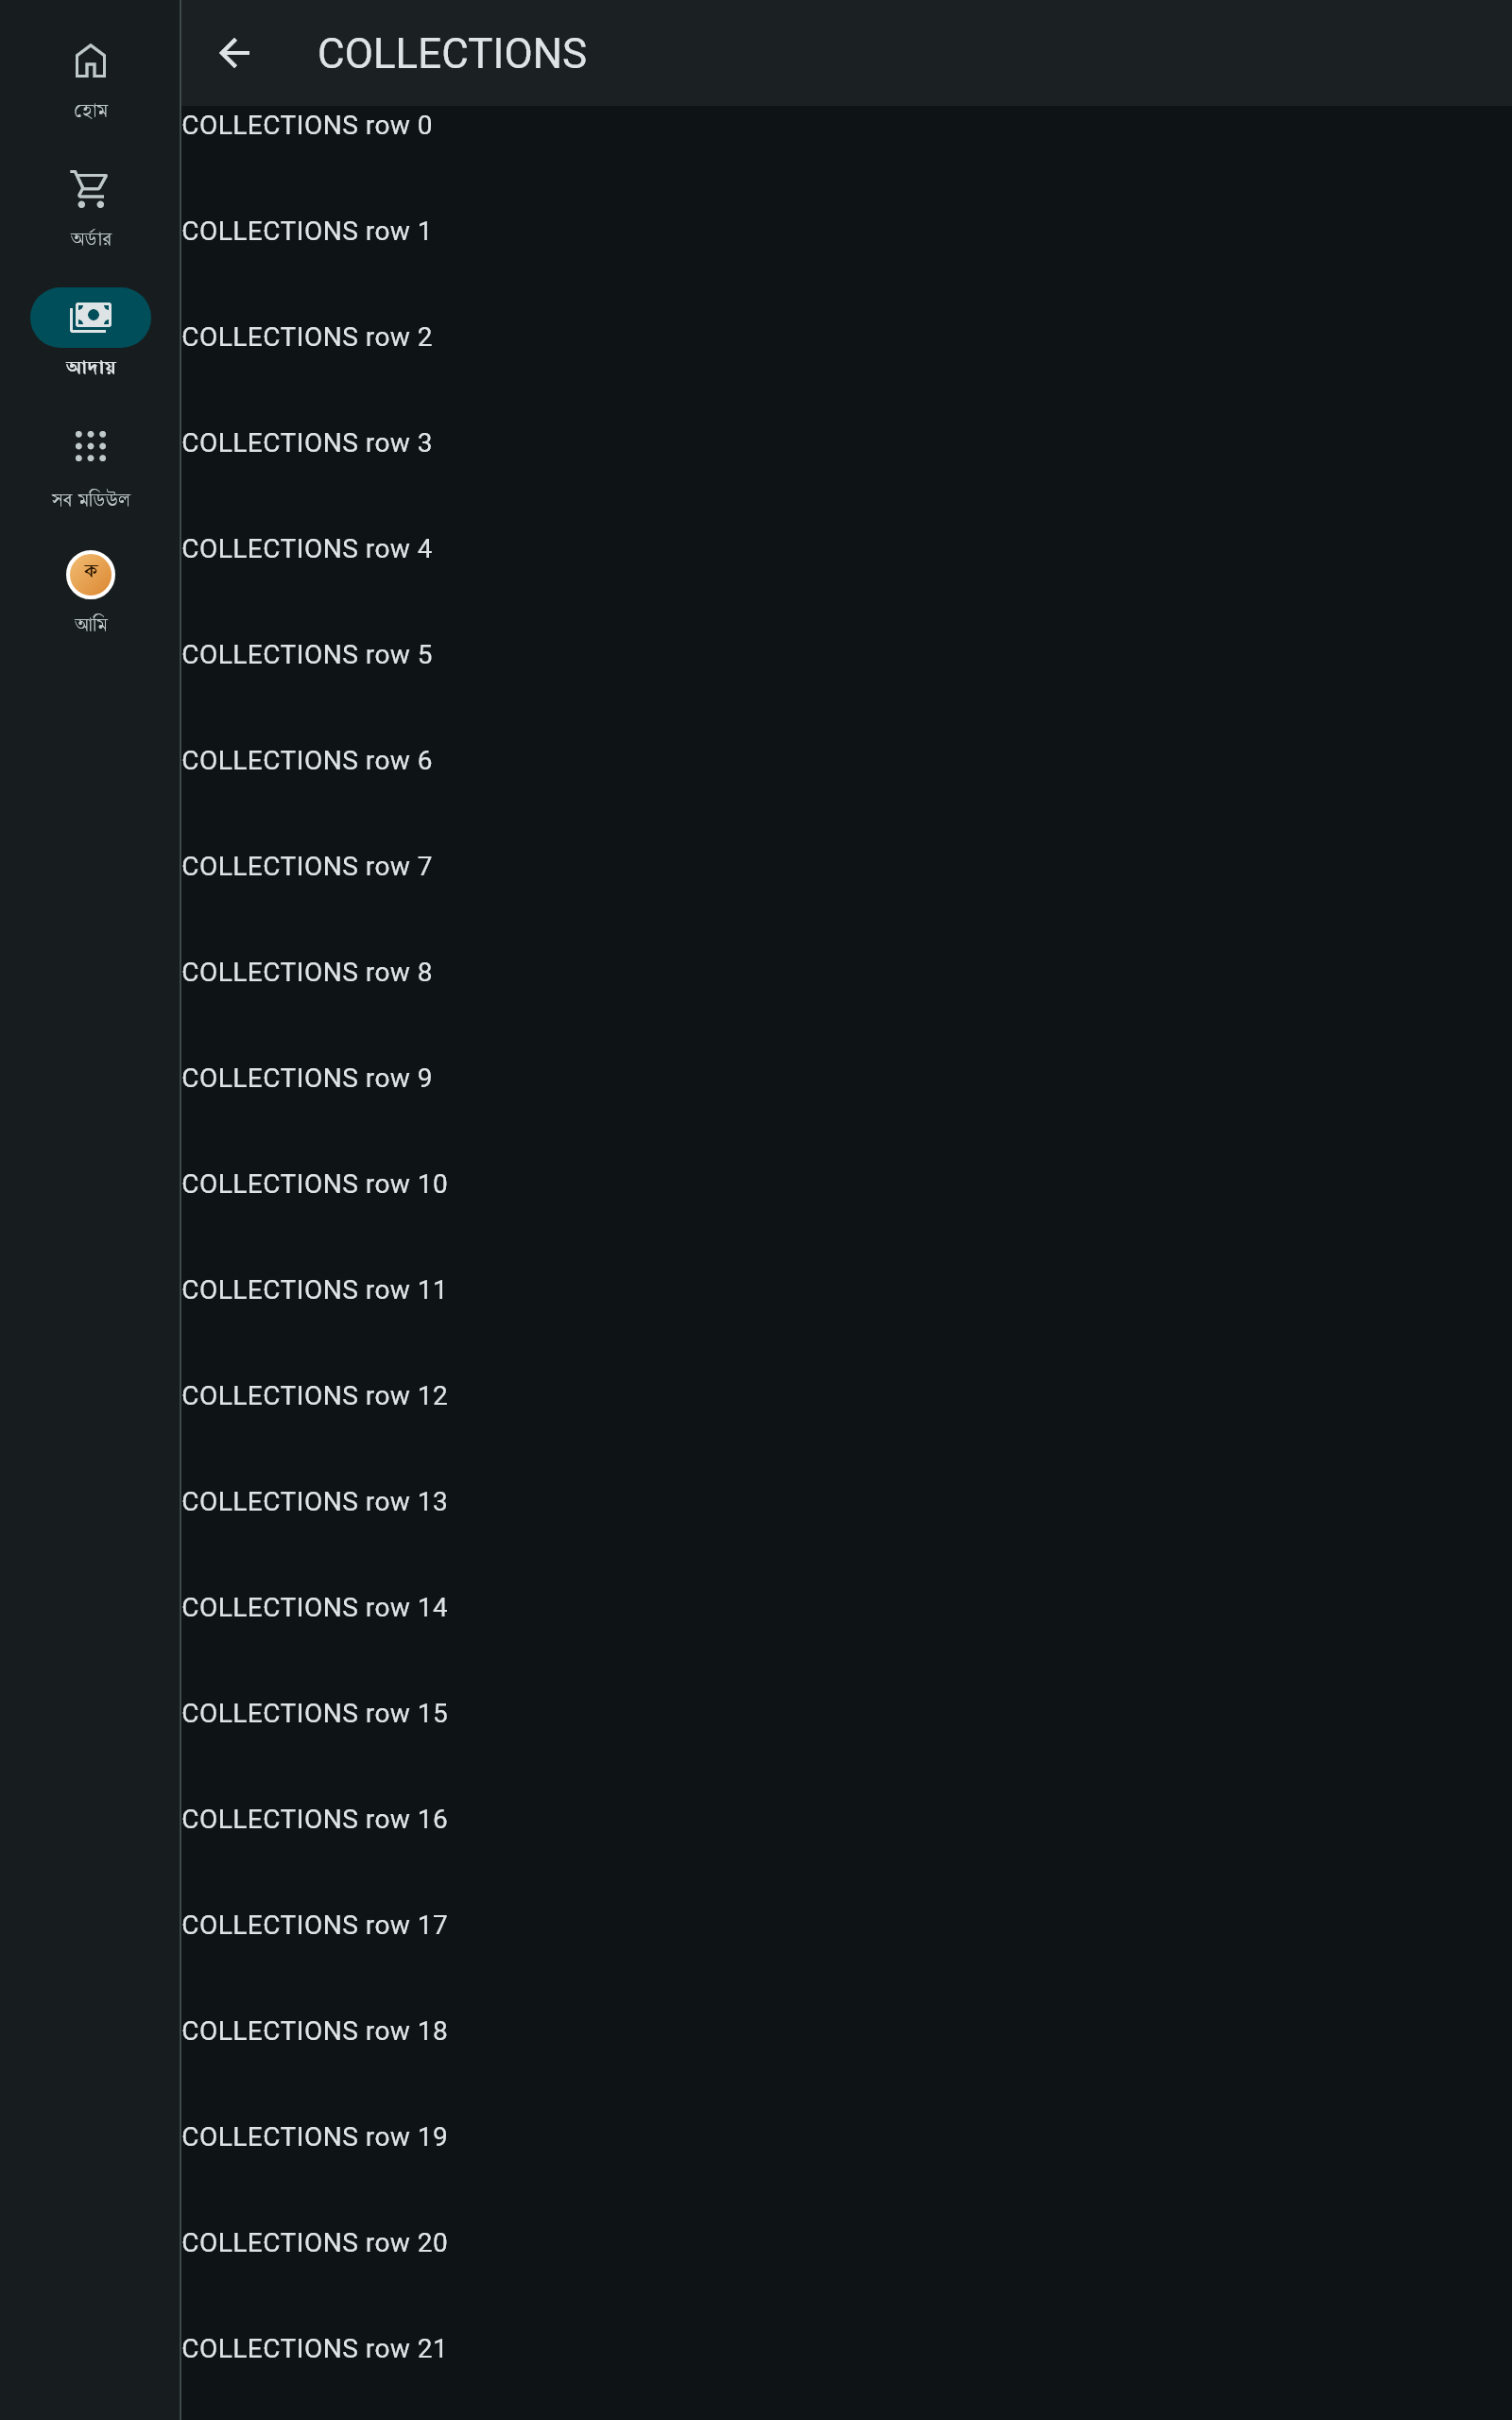 হোম
অর্ডার
আদায়
সব মডিউল
ক
আমি
COLLECTIONS
COLLECTIONS row 0
COLLECTIONS row 1
COLLECTIONS row 2
COLLECTIONS row 3
COLLECTIONS row 4
COLLECTIONS row 5
COLLECTIONS row 6
COLLECTIONS row 7
COLLECTIONS row 8
COLLECTIONS row 9
COLLECTIONS row 10
COLLECTIONS row 11
COLLECTIONS row 12
COLLECTIONS row 13
COLLECTIONS row 14
COLLECTIONS row 15
COLLECTIONS row 16
COLLECTIONS row 17
COLLECTIONS row 18
COLLECTIONS row 19
COLLECTIONS row 20
COLLECTIONS row 21